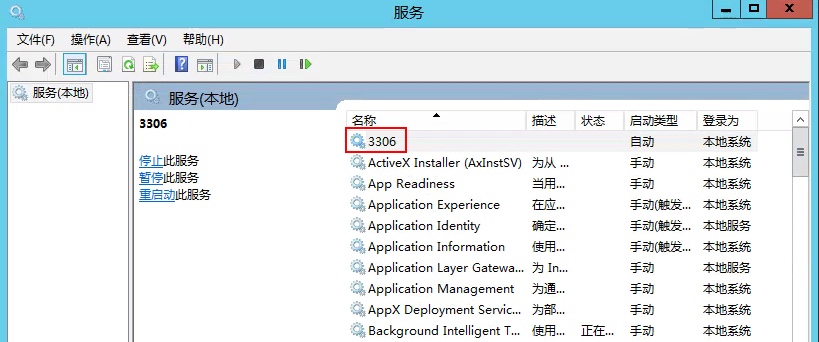 服务
文件(F) 操作(A) 查看(V) 帮助(H)
服务(本地)
服务(本地)
3306
停止此服务
暂停此服务
重启动此服务
名称 描述 状态 启动类型 登录为
3306 自动 本地系统
ActiveX Installer (AxInstSV) 为从 ... 手动 本地系统
App Readiness 当用... 手动 本地系统
Application Experience 在应... 手动(触发... 本地系统
Application Identity 确定... 手动(触发... 本地服务
Application Information 使用... 手动(触发... 本地系统
Application Layer Gatewa... 为 In... 手动 本地服务
Application Management 为通... 手动 本地系统
AppX Deployment Servic... 为部... 手动 本地系统
Background Intelligent T... 使用... 正在... 手动 本地系统